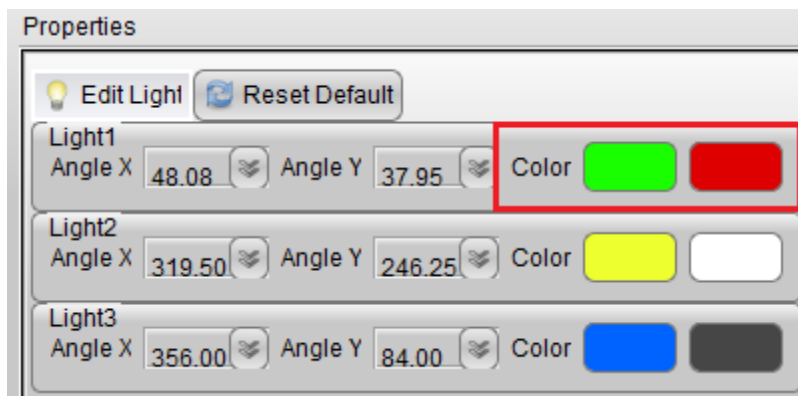 Properties
Edit Light Reset Default
Light1
Angle X 48.08 Angle Y 37.95 Color
Light2
Angle X 319.50 Angle Y 246.25 Color
Light3
Angle X 356.00 Angle Y 84.00 Color